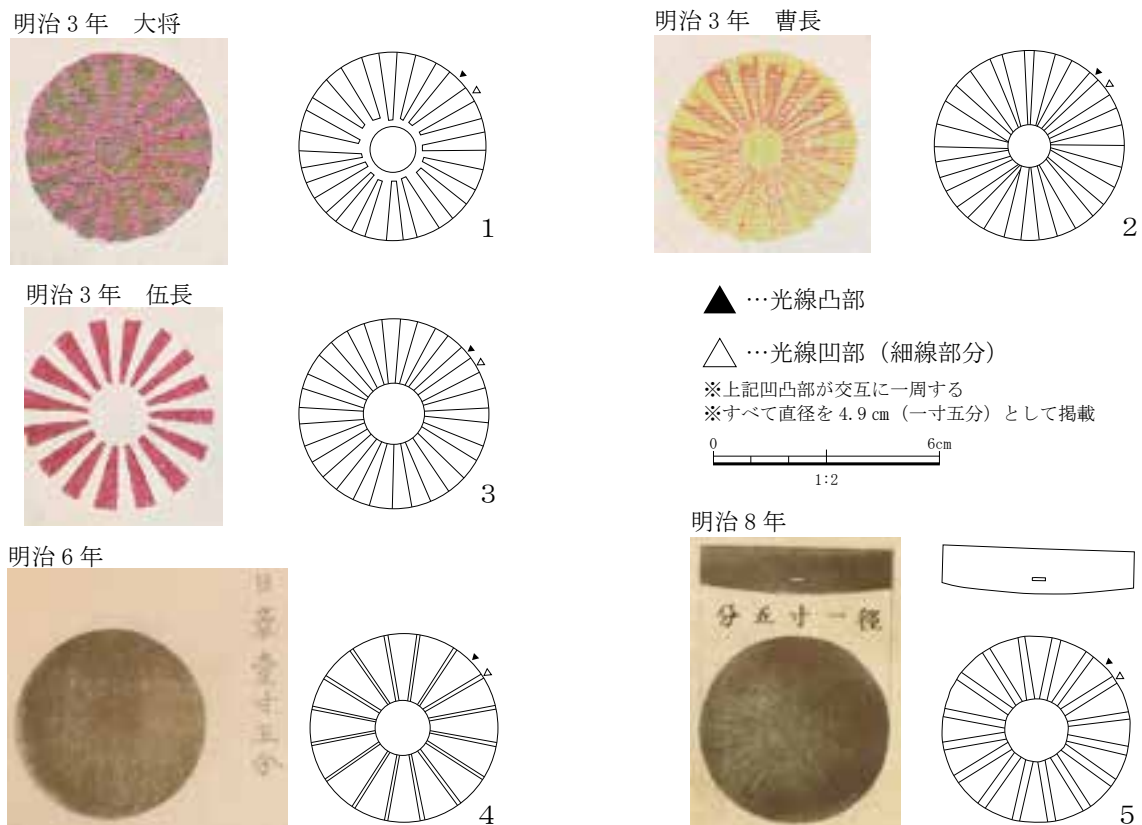 明治3年 大将
1
明治3年 曹長
2
明治3年 伍長
3
▲ …光線凸部
△ …光線凹部（細線部分）
※上記凹凸部が交互に一周する
※すべて直径を 4.9 ㎝（一寸五分）として掲載
0 6cm
1:2
明治6年
4
明治8年
分五寸一徑
5